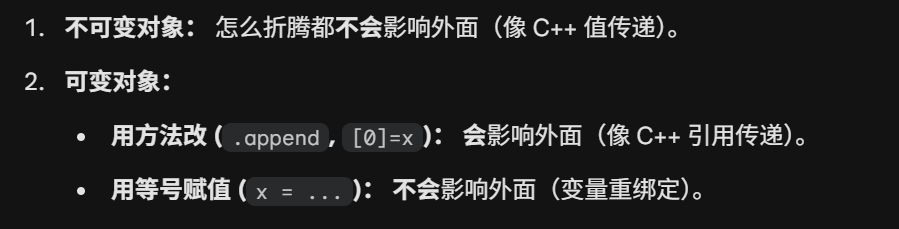 1. 不可变对象： 怎么折腾都不会影响外面（像 C++ 值传递）。
2. 可变对象：
• 用方法改 (.append, [0]=x)： 会影响外面（像 C++ 引用传递）。
• 用等号赋值 (x = ...)： 不会影响外面（变量重绑定）。